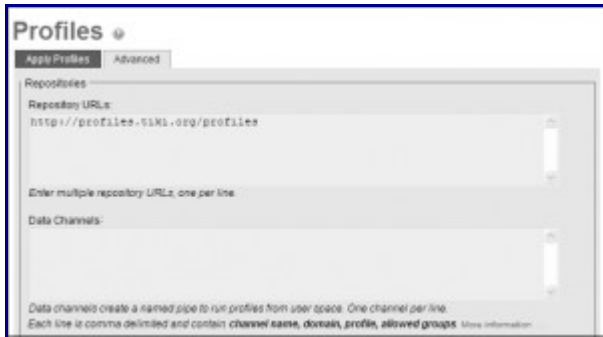 Profiles
Apply Profiles Advanced
Repositories
Repository URLs:
http://profiles.tiki.org/profiles
Enter multiple repository URLs, one per line.
Data Channels:
Data channels create a named pipe to run profiles from user space. One channel per line.
Each line is comma delimited and contain channel name, domain, profile, allowed groups. More information